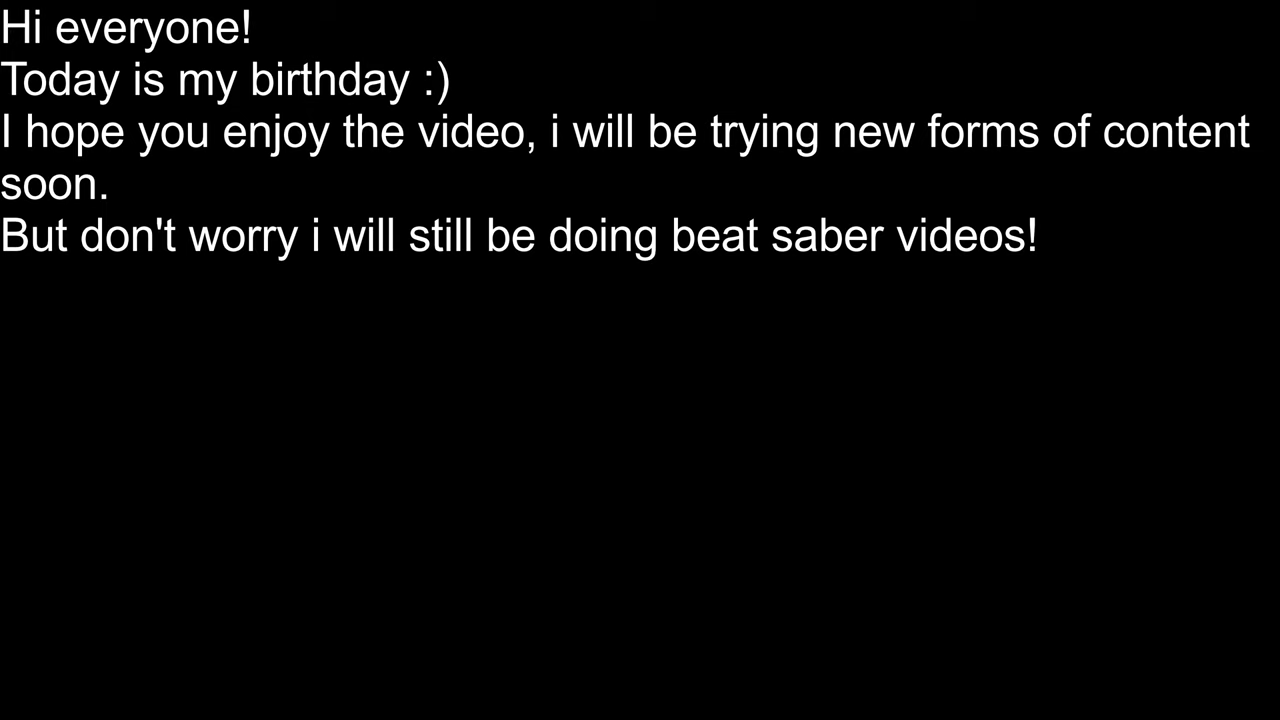 Hi everyone!
Today is my birthday :)
I hope you enjoy the video, i will be trying new forms of content
soon.
But don't worry i will still be doing beat saber videos!